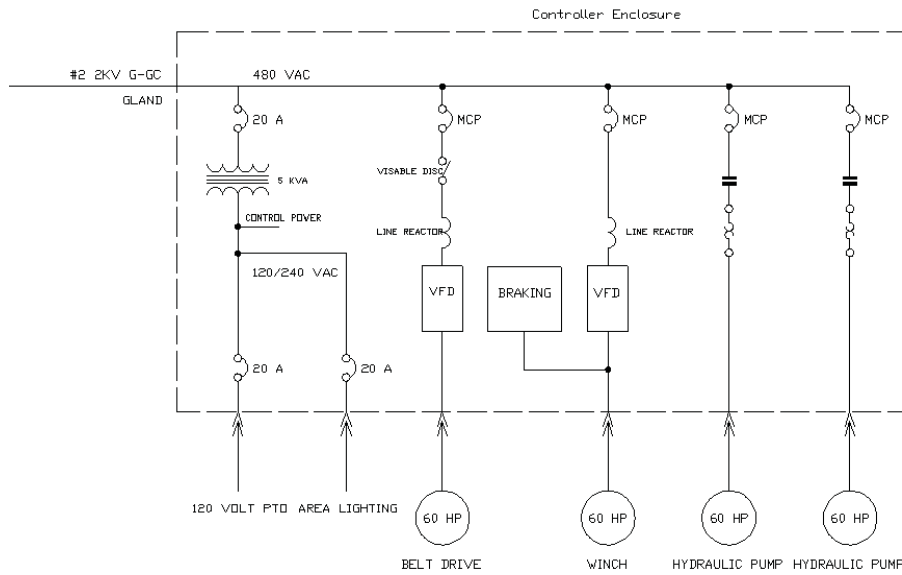 Controller Enclosure
#2 2KV G-GC
480 VAC
GLAND
20 A
MCP
MCP
MCP
MCP
VISABLE DISC
5 KVA
CONTROL POWER
LINE REACTOR
LINE REACTOR
120/240 VAC
VFD
BRAKING
VFD
20 A
20 A
120 VOLT PTO
AREA LIGHTING
60 HP
60 HP
60 HP
60 HP
BELT DRIVE
WINCH
HYDRAULIC PUMP
HYDRAULIC PUMP